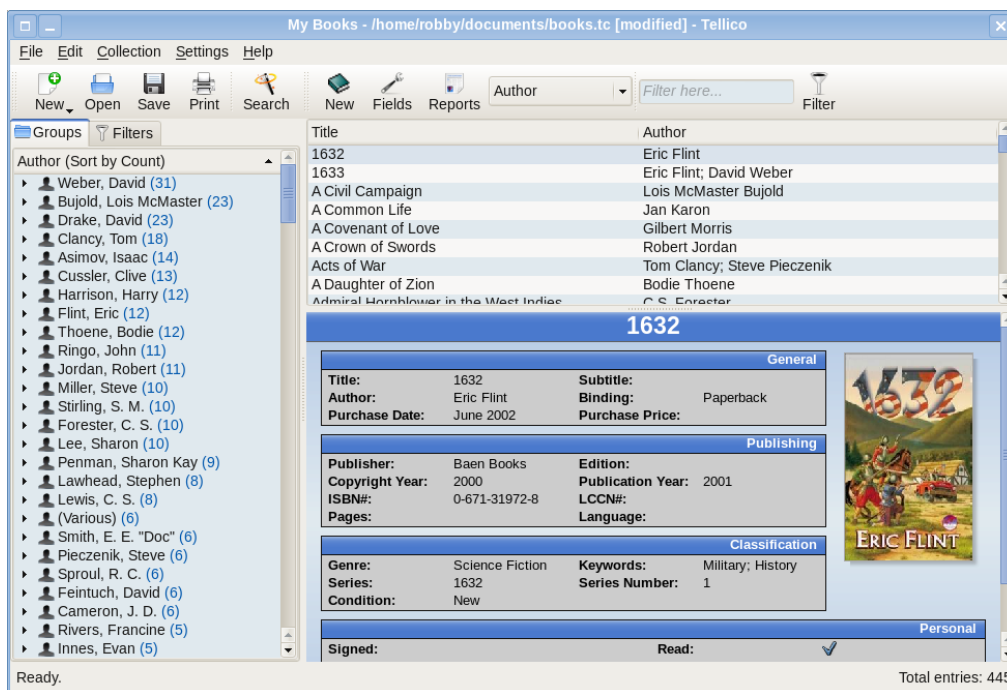 My Books - /home/robby/documents/books.tc [modified] - Tellico
File Edit Collection Settings Help
New Open Save Print Search New Fields Reports Author Filter here... Filter
Groups Filters
Author (Sort by Count)
Weber, David (31)
Bujold, Lois McMaster (23)
Drake, David (23)
Clancy, Tom (18)
Asimov, Isaac (14)
Cussler, Clive (13)
Harrison, Harry (12)
Flint, Eric (12)
Thoene, Bodie (12)
Ringo, John (11)
Jordan, Robert (11)
Miller, Steve (10)
Stirling, S. M. (10)
Forester, C. S. (10)
Lee, Sharon (10)
Penman, Sharon Kay (9)
Lawhead, Stephen (8)
Lewis, C. S. (8)
(Various) (6)
Smith, E. E. "Doc" (6)
Pieczenik, Steve (6)
Sproul, R. C. (6)
Feintuch, David (6)
Cameron, J. D. (6)
Rivers, Francine (5)
Innes, Evan (5)
Title Author
1632 Eric Flint
1633 Eric Flint; David Weber
A Civil Campaign Lois McMaster Bujold
A Common Life Jan Karon
A Covenant of Love Gilbert Morris
A Crown of Swords Robert Jordan
Acts of War Tom Clancy; Steve Pieczenik
A Daughter of Zion Bodie Thoene
Admiral Hornblower in the West Indies C.S. Forester
1632
General
Title: 1632 Subtitle:
Author: Eric Flint Binding: Paperback
Purchase Date: June 2002 Purchase Price:
Publishing
Publisher: Baen Books Edition:
Copyright Year: 2000 Publication Year: 2001
ISBN#: 0-671-31972-8 LCCN#:
Pages: Language:
Classification
Genre: Science Fiction Keywords: Military; History
Series: 1632 Series Number: 1
Condition: New
Personal
Signed: Read:
1632
ERIC FLINT
Ready. Total entries: 445